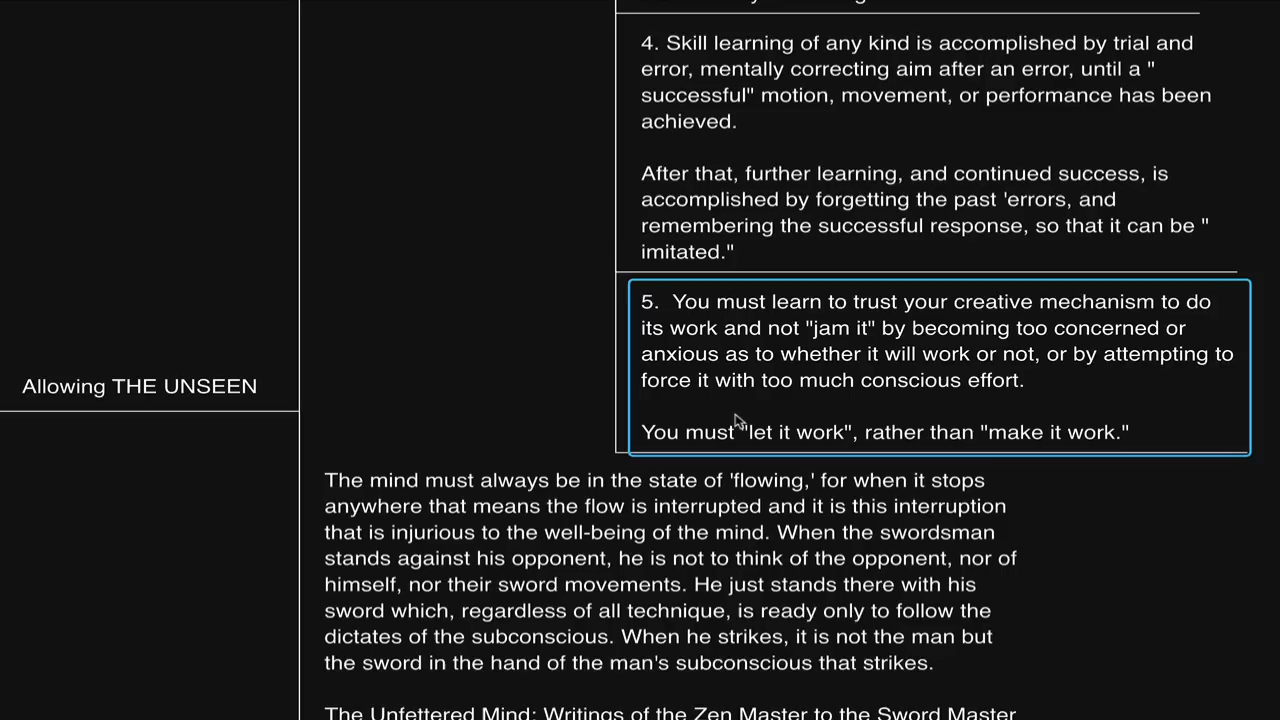 4. Skill learning of any kind is accomplished by trial and
error, mentally correcting aim after an error, until a "
successful" motion, movement, or performance has been
achieved.
After that, further learning, and continued success, is
accomplished by forgetting the past 'errors, and
remembering the successful response, so that it can be "
imitated."
5.  You must learn to trust your creative mechanism to do
its work and not "jam it" by becoming too concerned or
anxious as to whether it will work or not, or by attempting to
force it with too much conscious effort.
You must "let it work", rather than "make it work."
Allowing THE UNSEEN
The mind must always be in the state of 'flowing,' for when it stops
anywhere that means the flow is interrupted and it is this interruption
that is injurious to the well-being of the mind. When the swordsman
stands against his opponent, he is not to think of the opponent, nor of
himself, nor their sword movements. He just stands there with his
sword which, regardless of all technique, is ready only to follow the
dictates of the subconscious. When he strikes, it is not the man but
the sword in the hand of the man's subconscious that strikes.
The Unfettered Mind: Writings of the Zen Master to the Sword Master